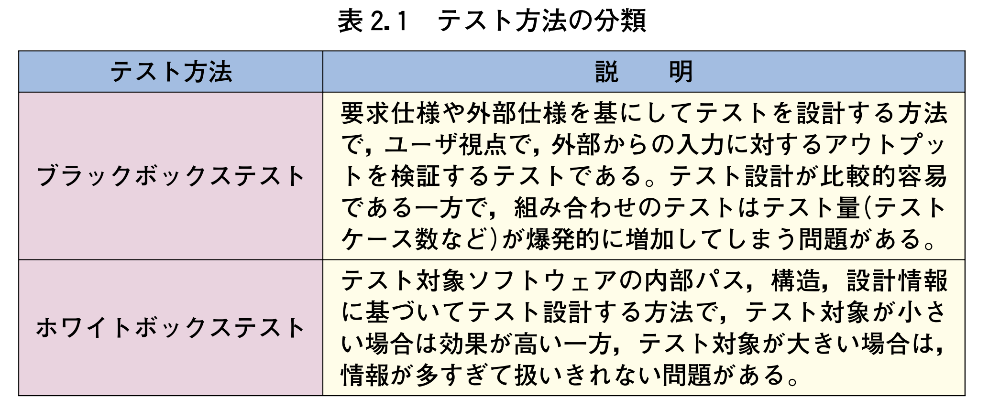 表2.1　テスト方法の分類
テスト方法
説　　明
ブラックボックステスト
要求仕様や外部仕様を基にしてテストを設計する方法
で，ユーザ視点で，外部からの入力に対するアウトプッ
トを検証するテストである。テスト設計が比較的容易
である一方で，組み合わせのテストはテスト量(テスト
ケース数など)が爆発的に増加してしまう問題がある。
ホワイトボックステスト
テスト対象ソフトウェアの内部パス，構造，設計情報
に基づいてテスト設計する方法で，テスト対象が小さ
い場合は効果が高い一方，テスト対象が大きい場合は，
情報が多すぎて扱いきれない問題がある。